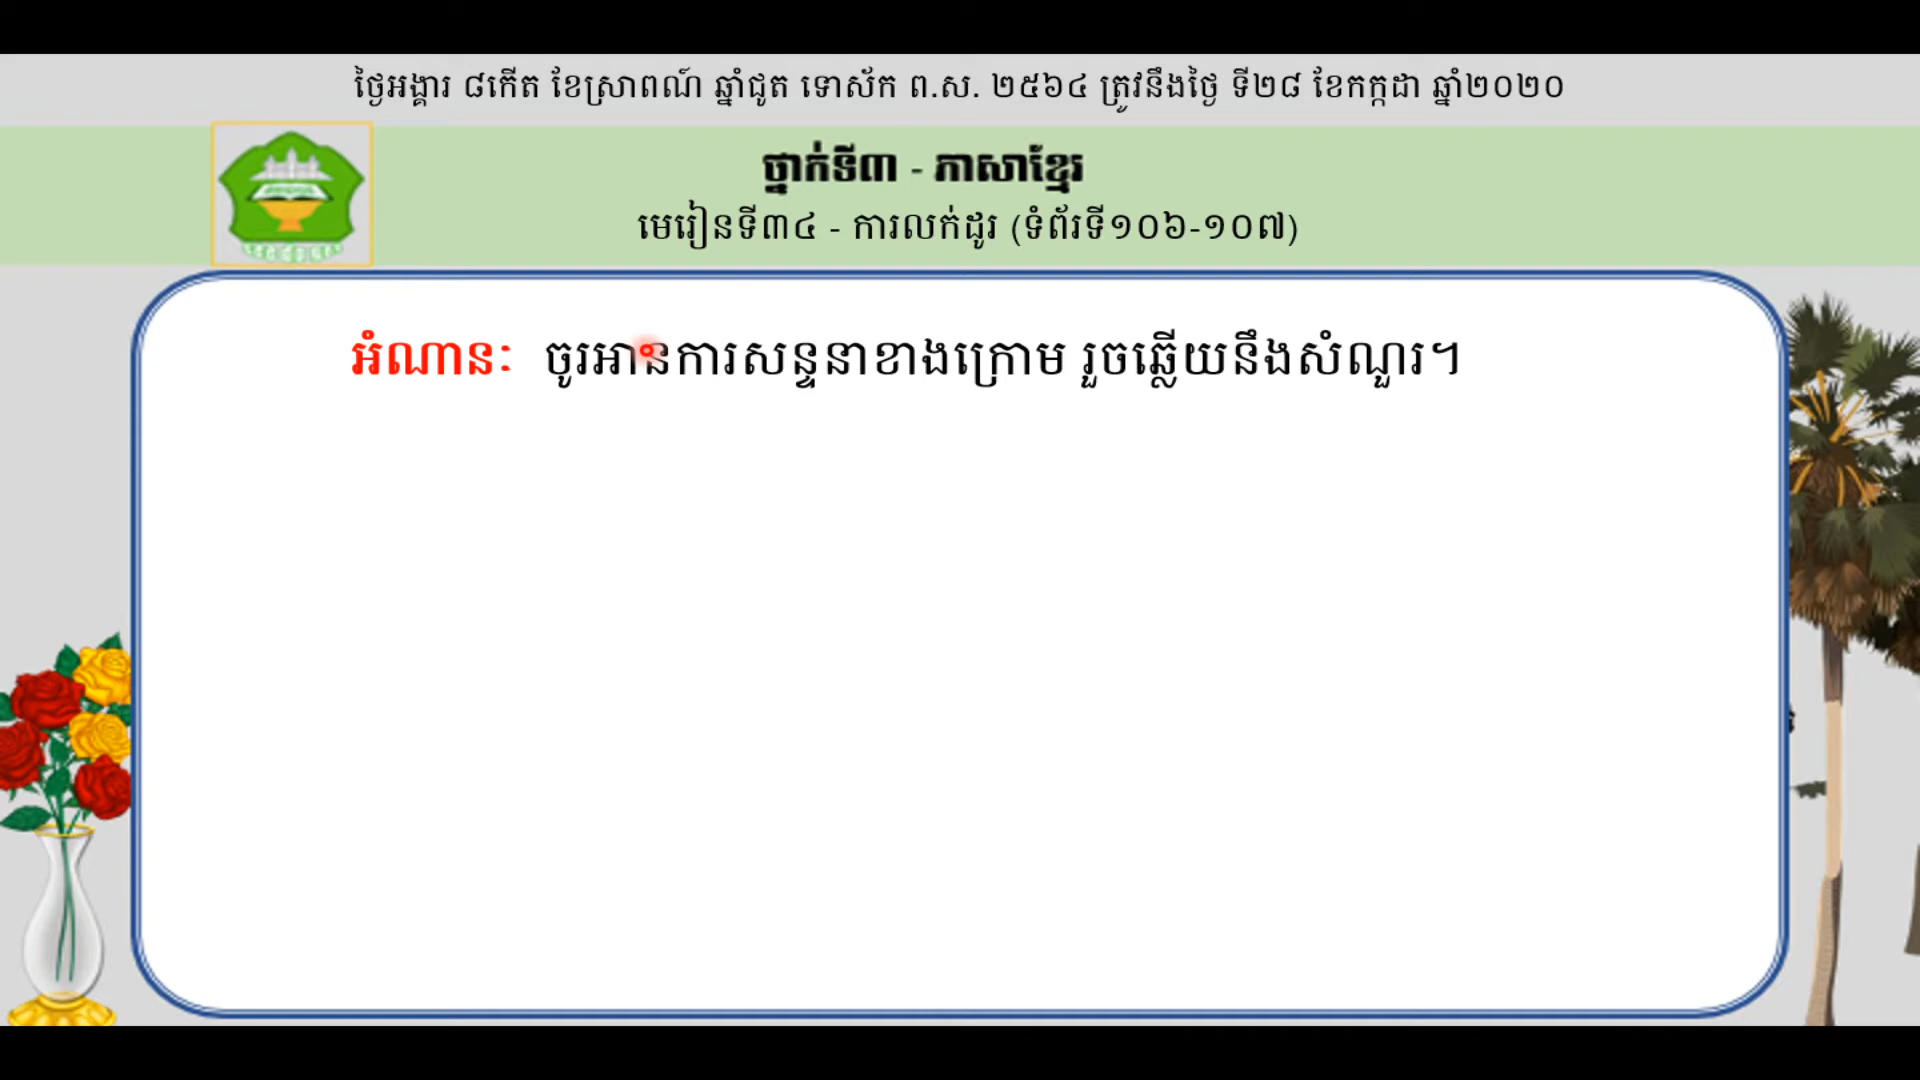 ថ្ងៃអង្គារ ៨កើត ខែស្រាពណ៍ ឆ្នាំជូត ទោស័ក ព.ស. ២៥៦៤ ត្រូវនឹងថ្ងៃ ទី២៨ ខែកក្កដា ឆ្នាំ២០២០
ថ្នាក់ទី៣ - ភាសាខ្មែរ
មេរៀនទី៣៤ - ការលក់ដូរ (ទំព័រទី១០៦-១០៧)
អំណានៈ ចូរអានការសន្ទនាខាងក្រោម រួចឆ្លើយនឹងសំណួរ។